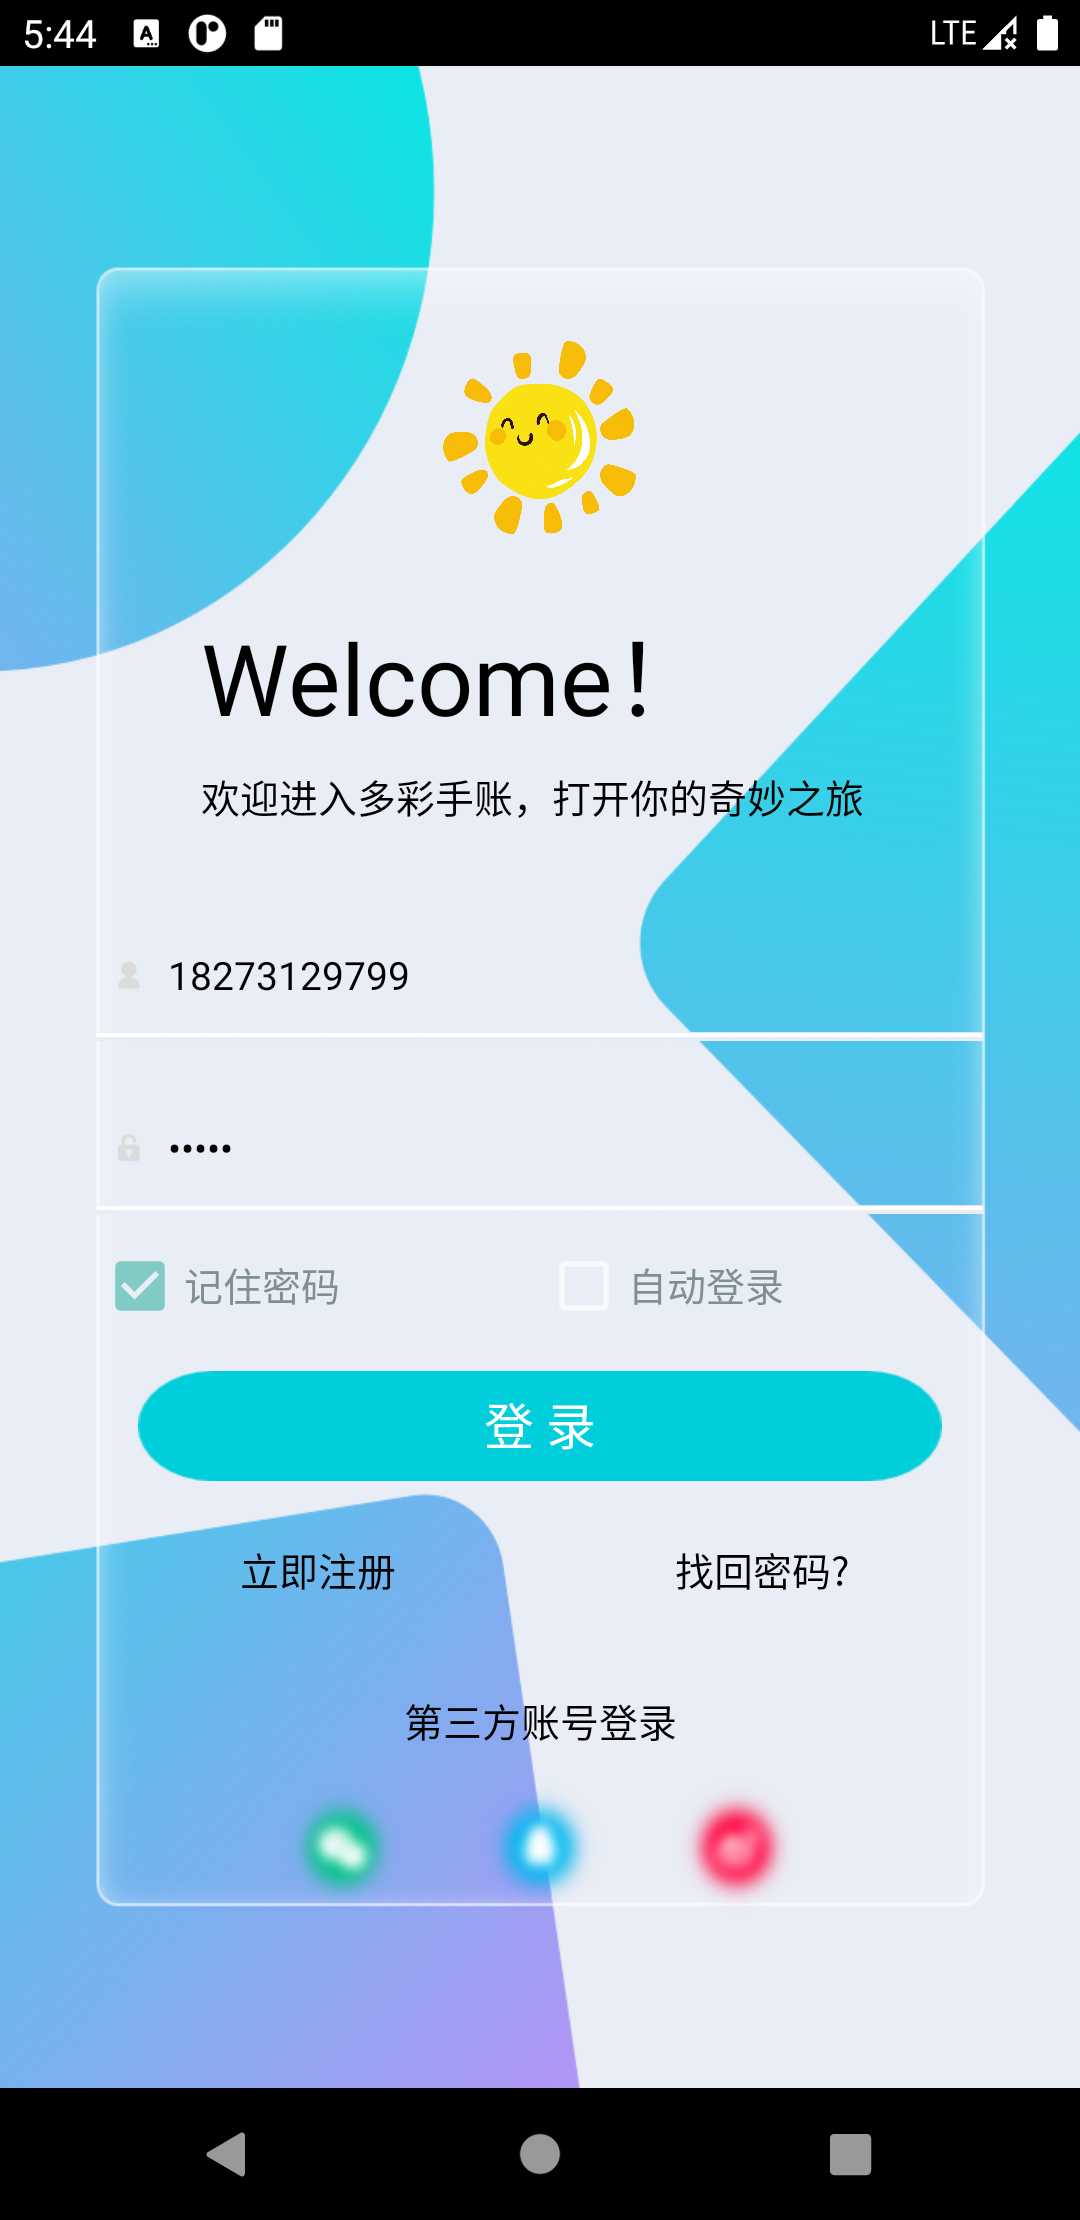 5:44
LTE
Welcome！
欢迎进入多彩手账，打开你的奇妙之旅
18273129799
•••••
记住密码
自动登录
登 录
立即注册
找回密码?
第三方账号登录